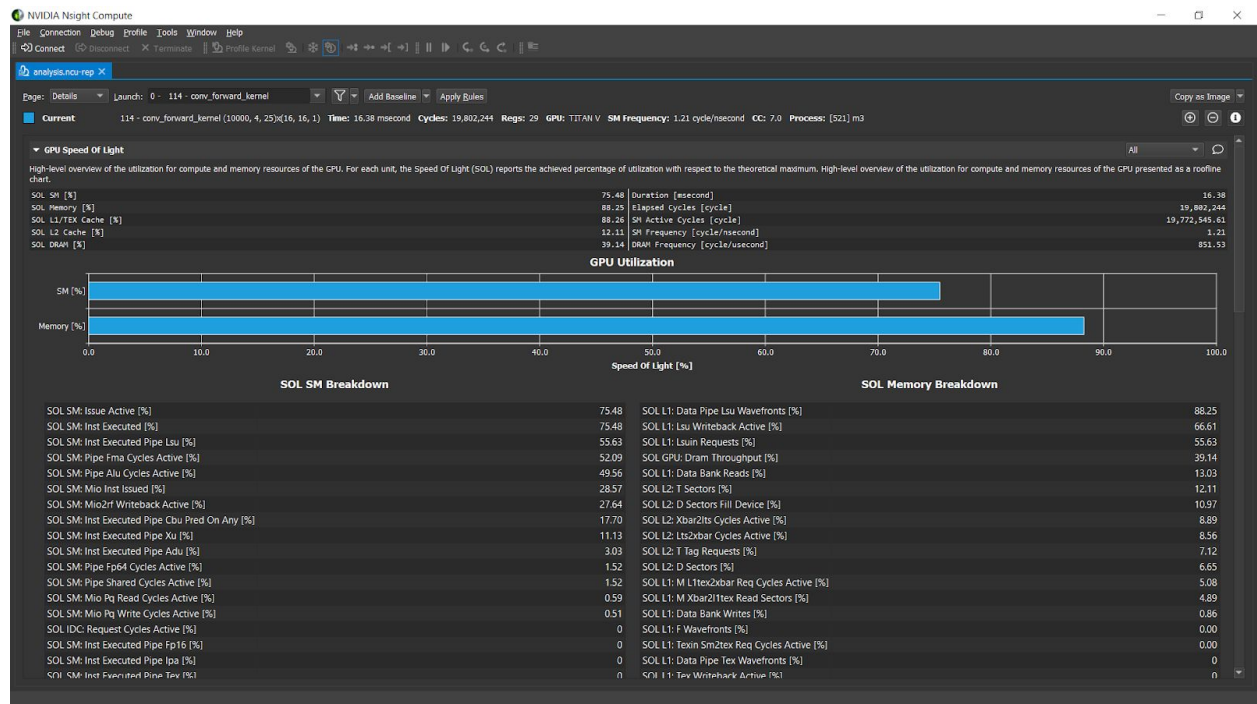 NVIDIA Nsight Compute
File Connection Debug Profile Tools Window Help
Connect Disconnect Terminate Profile Kernel
analysis.ncu-rep
Page: Details Launch: 0 - 114 - conv_forward_kernel Add Baseline Apply Rules Copy as Image
Current 114 - conv_forward_kernel (10000, 4, 25)x(16, 16, 1) Time: 16.38 msecond Cycles: 19,802,244 Regs: 29 GPU: TITAN V SM Frequency: 1.21 cycle/nsecond CC: 7.0 Process: [521] m3
GPU Speed Of Light All
High-level overview of the utilization for compute and memory resources of the GPU. For each unit, the Speed Of Light (SOL) reports the achieved percentage of utilization with respect to the theoretical maximum. High-level overview of the utilization for compute and memory resources of the GPU presented as a roofline
chart.
SOL SM [%] 75.48 Duration [msecond] 16.38
SOL Memory [%] 88.25 Elapsed Cycles [cycle] 19,802,244
SOL L1/TEX Cache [%] 88.26 SM Active Cycles [cycle] 19,772,545.61
SOL L2 Cache [%] 12.11 SM Frequency [cycle/nsecond] 1.21
SOL DRAM [%] 39.14 DRAM Frequency [cycle/usecond] 851.53
GPU Utilization
SM [%]
Memory [%]
0.0 10.0 20.0 30.0 40.0 50.0 60.0 70.0 80.0 90.0 100.0
Speed Of Light [%]
SOL SM Breakdown SOL Memory Breakdown
SOL SM: Issue Active [%] 75.48 SOL L1: Data Pipe Lsu Wavefronts [%] 88.25
SOL SM: Inst Executed [%] 75.48 SOL L1: Lsu Writeback Active [%] 66.61
SOL SM: Inst Executed Pipe Lsu [%] 55.63 SOL L1: Lsuin Requests [%] 55.63
SOL SM: Pipe Fma Cycles Active [%] 52.09 SOL GPU: Dram Throughput [%] 39.14
SOL SM: Pipe Alu Cycles Active [%] 49.56 SOL L1: Data Bank Reads [%] 13.03
SOL SM: Mio Inst Issued [%] 28.57 SOL L2: T Sectors [%] 12.11
SOL SM: Mio2rf Writeback Active [%] 27.64 SOL L2: D Sectors Fill Device [%] 10.97
SOL SM: Inst Executed Pipe Cbu Pred On Any [%] 17.70 SOL L2: Xbar2lts Cycles Active [%] 8.89
SOL SM: Inst Executed Pipe Xu [%] 11.13 SOL L2: Lts2xbar Cycles Active [%] 8.56
SOL SM: Inst Executed Pipe Adu [%] 3.03 SOL L2: T Tag Requests [%] 7.12
SOL SM: Pipe Fp64 Cycles Active [%] 1.52 SOL L2: D Sectors [%] 6.65
SOL SM: Pipe Shared Cycles Active [%] 1.52 SOL L1: M L1tex2xbar Req Cycles Active [%] 5.08
SOL SM: Mio Pq Read Cycles Active [%] 0.59 SOL L1: M Xbar2l1tex Read Sectors [%] 4.89
SOL SM: Mio Pq Write Cycles Active [%] 0.51 SOL L1: Data Bank Writes [%] 0.86
SOL IDC: Request Cycles Active [%] 0 SOL L1: F Wavefronts [%] 0.00
SOL SM: Inst Executed Pipe Fp16 [%] 0 SOL L1: Texin Sm2tex Req Cycles Active [%] 0.00
SOL SM: Inst Executed Pipe Ipa [%] 0 SOL L1: Data Pipe Tex Wavefronts [%] 0
SOL SM: Inst Executed Pipe Tex [%] 0 SOL L1: Tex Writeback Active [%] 0